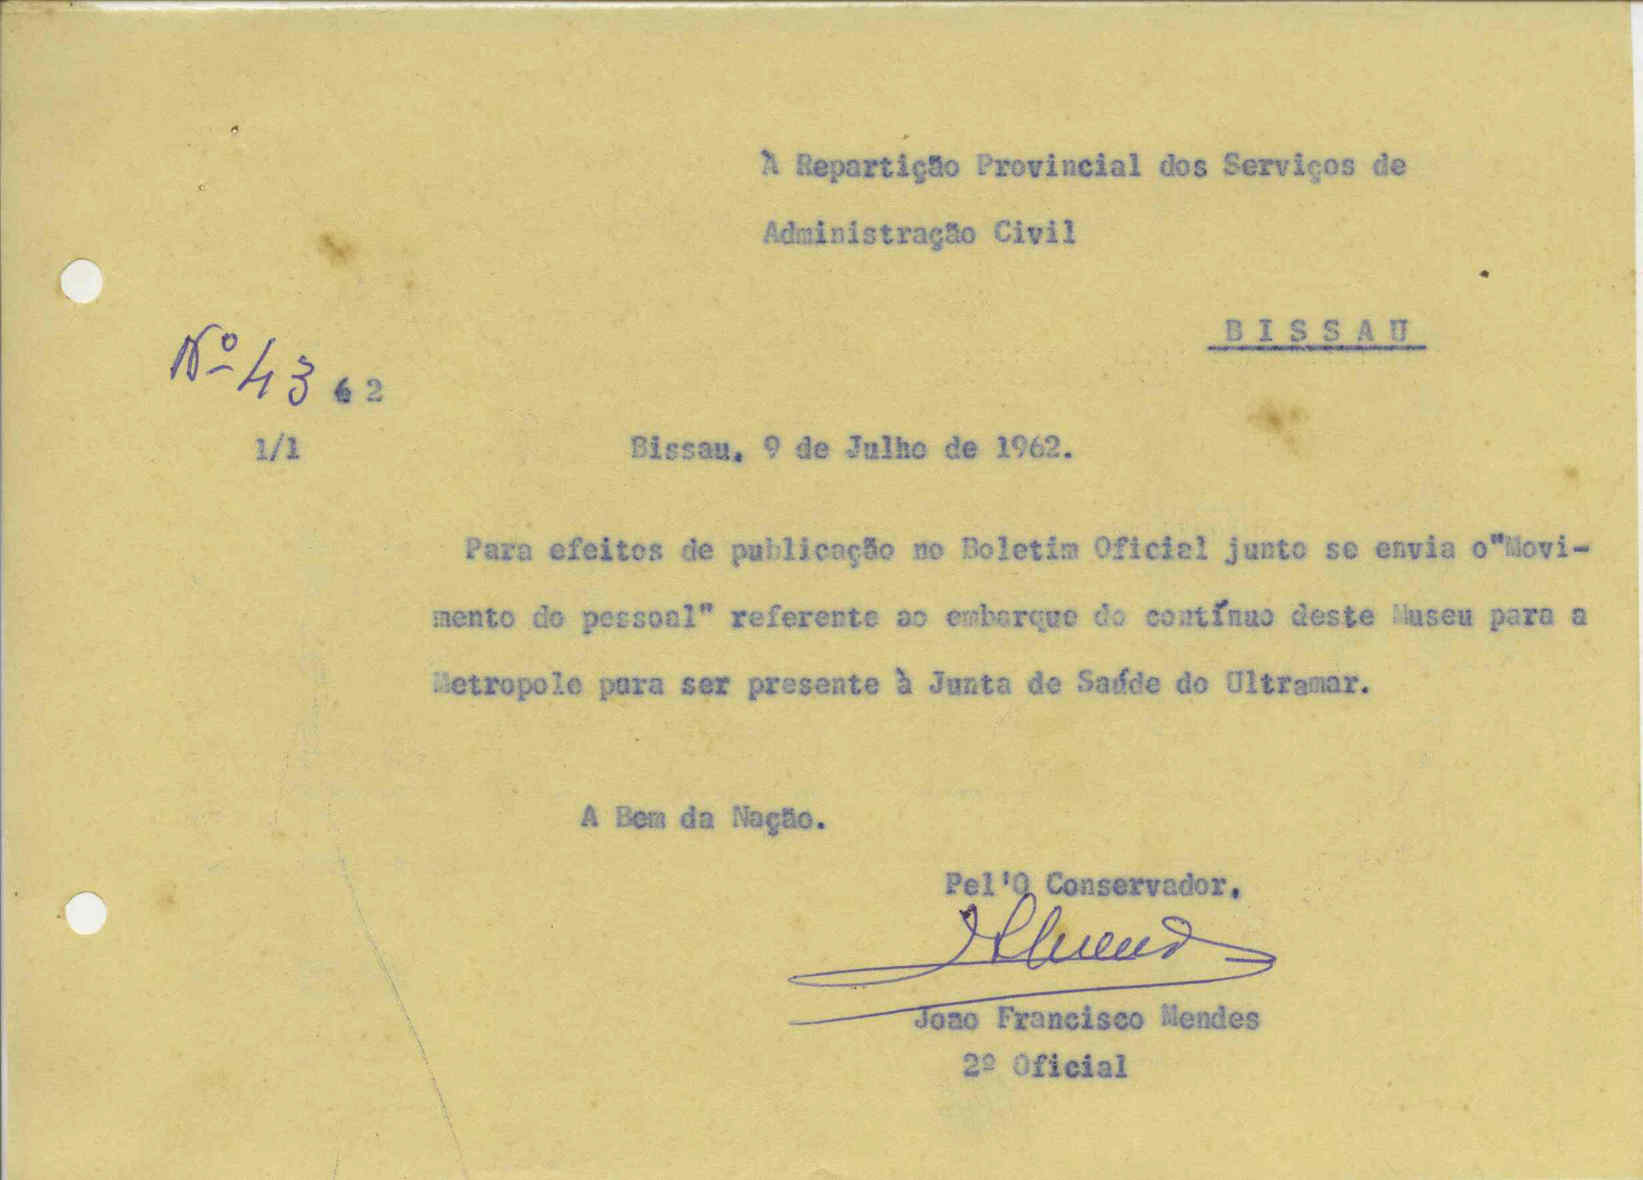 À Repartição Provincial dos Serviços de
Administração Civil
B I S S A U
Nº 43 62
1/1
Bissau, 9 de Julho de 1962.
Para efeitos de publicação no Boletim Oficial junto se envia o"Movi-
mento do pessoal" referente ao embarque do contínuo deste Museu para a
Metropole para ser presente à Junta de Saúde do Ultramar.
A Bem da Nação.
Pel'O Conservador,
João Francisco Mendes
2º Oficial